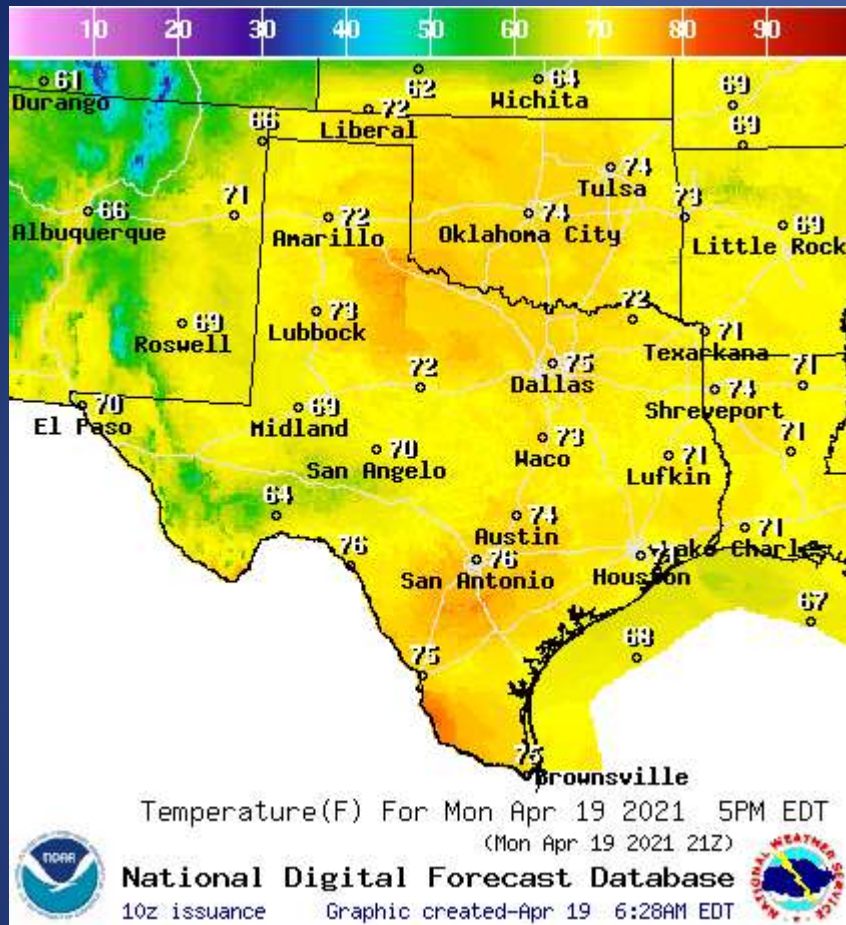 10 20 30 40 50 60 70 80 90
61 Durango
62
64 Wichita
72 Liberal
69
66
69
74 Tulsa
66 Albuquerque
71
72 Amarillo
74 Oklahoma City
73
69 Little Rock
69 Roswell
73 Lubbock
72
71 Texarkana
75 Dallas
72
74 Shreveport
71
70 El Paso
69 Midland
70 San Angelo
73 Waco
71 Lufkin
71
64
74 Austin
71 Lake Charles
76
76 San Antonio
Houston
67
68
75
75 Brownsville
Temperature(F) For Mon Apr 19 2021 5PM EDT
(Mon Apr 19 2021 21Z)
National Digital Forecast Database
10z issuance Graphic created-Apr 19 6:28AM EDT
NOAA
NATIONAL WEATHER SERVICE